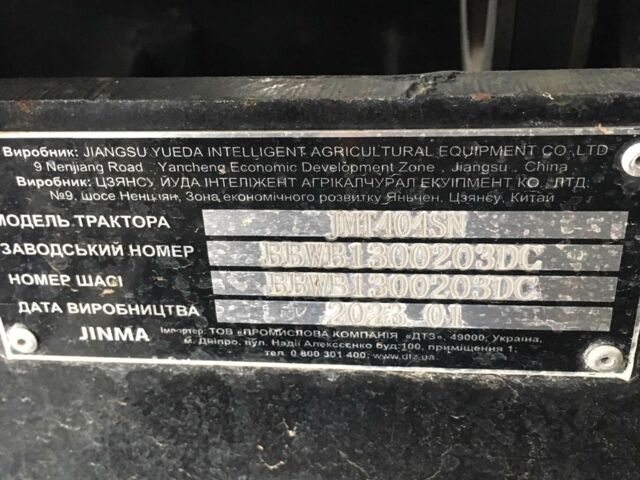 Виробник: JIANGSU YUEDA INTELLIGENT AGRICULTURAL EQUIPMENT CO.,LTD
9 Nenjiang Road , Yancheng Economic Development Zone , Jiangsu , China
Виробник: ЦЗЯНСУ ЙУДА ІНТЕЛІЖЕНТ АГРІКАЛЧУРАЛ ЕКУІПМЕНТ КО., ЛТД,
№9, шосе Ненцзян, Зона економічного розвитку Яньчен, Цзянсу, Китай
МОДЕЛЬ ТРАКТОРА JMT404SN
ЗАВОДСЬКИЙ НОМЕР BBWB1300203DC
НОМЕР ШАСІ BBWB1300203DC
ДАТА ВИРОБНИЦТВА 2023 01
JINMA Імпортер: ТОВ «ПРОМИСЛОВА КОМПАНІЯ «ДТЗ», 49000, Україна,
м. Дніпро, вул. Надії Алексєєнко буд.100, приміщення 1;
тел. 0 800 301 400; www.dtz.ua